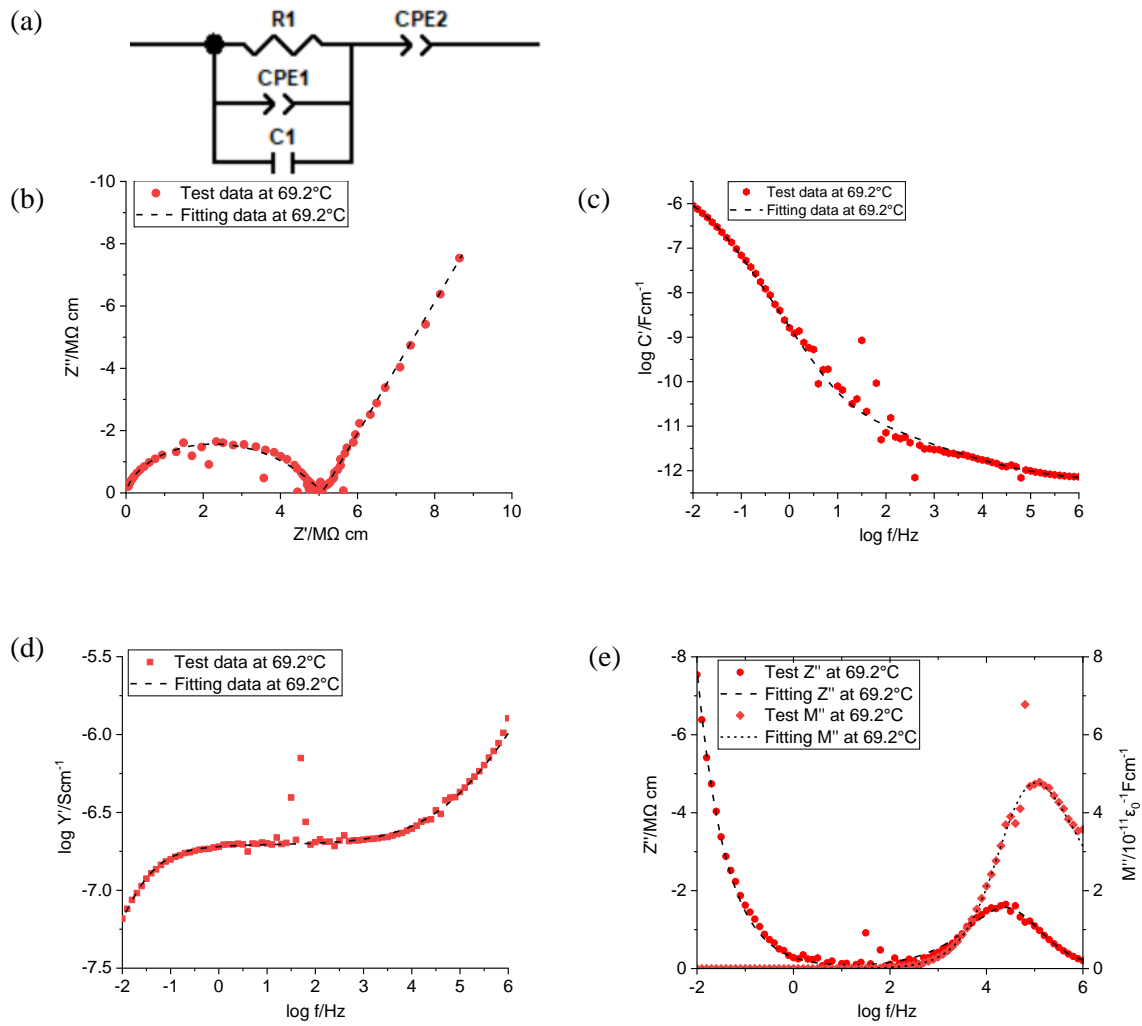 (a)
R1
CPE2
CPE1
C1
(b)
Test data at 69.2°C
Fitting data at 69.2°C
-10
-8
-6
-4
-2
0
0 2 4 6 8 10
Z''/MΩ cm
Z'/MΩ cm
(c)
Test data at 69.2°C
Fitting data at 69.2°C
-6
-7
-8
-9
-10
-11
12
-2 -1 0 1 2 3 4 5 6
log C'/Fcm-1
log f/Hz
(d)
Test data at 69.2°C
Fitting data at 69.2°C
-5.5
-6.0
-6.5
-7.0
-7.5
-2 -1 0 1 2 3 4 5 6
log Y'/Scm-1
log f/Hz
(e)
Test Z'' at 69.2°C
Fitting Z'' at 69.2°C
Test M'' at 69.2°C
Fitting M'' at 69.2°C
-8
-6
-4
-2
0
-2 0 2 4 6
8
6
4
2
0
Z''/MΩ cm
M''/10-11ε0-1Fcm-1
log f/Hz